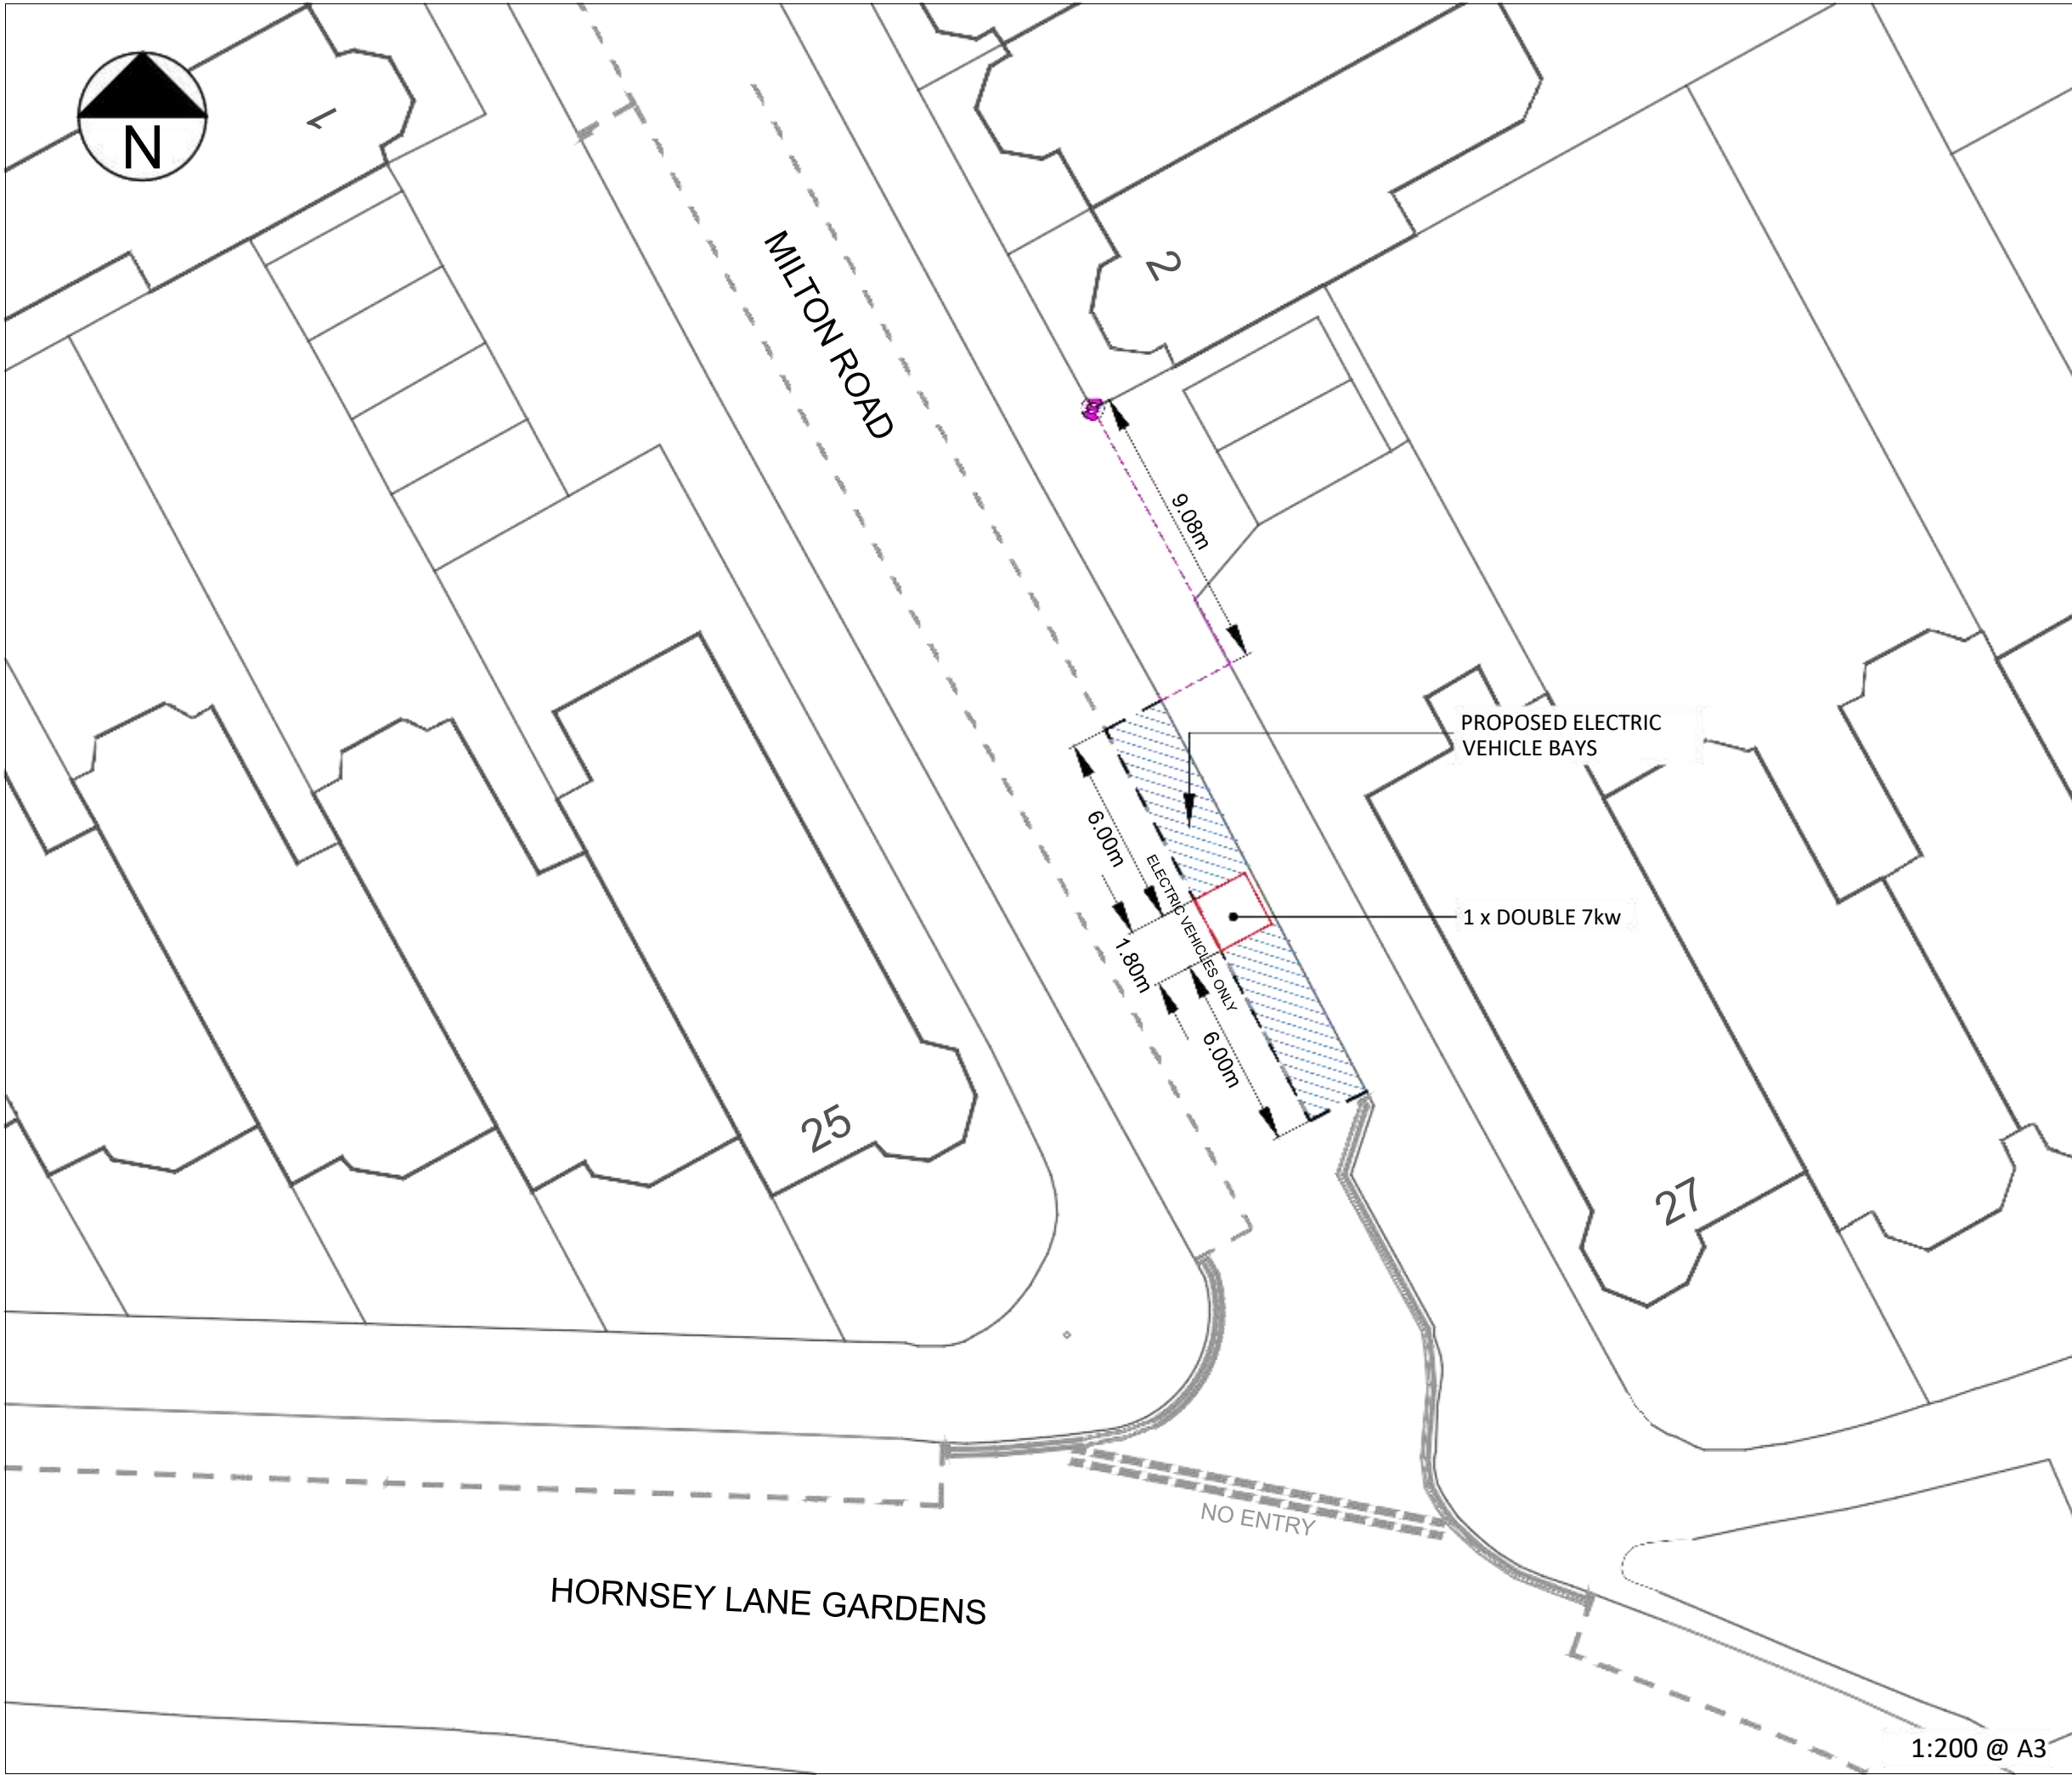 N
1
2
MILTON ROAD
9.08m
PROPOSED ELECTRIC
VEHICLE BAYS
6.00m
ELECTRIC VEHICLES ONLY
1 x DOUBLE 7kw
1.80m
6.00m
25
27
NO ENTRY
HORNSEY LANE GARDENS
1:200 @ A3